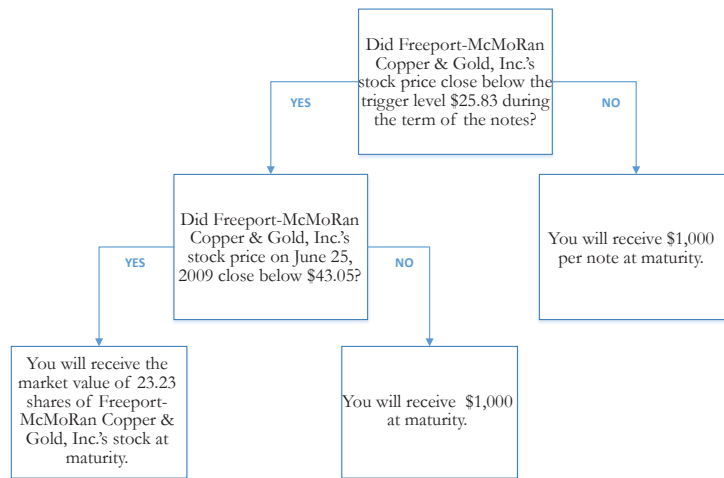 Did Freeport-McMoRan
Copper & Gold, Inc.'s
stock price close below the
trigger level $25.83 during
the term of the notes?
YES
NO
Did Freeport-McMoRan
Copper & Gold, Inc.'s
stock price on June 25,
2009 close below $43.05?
You will receive $1,000
per note at maturity.
YES
NO
You will receive the
market value of 23.23
shares of Freeport-
McMoRan Copper &
Gold, Inc.'s stock at
maturity.
You will receive $1,000
at maturity.